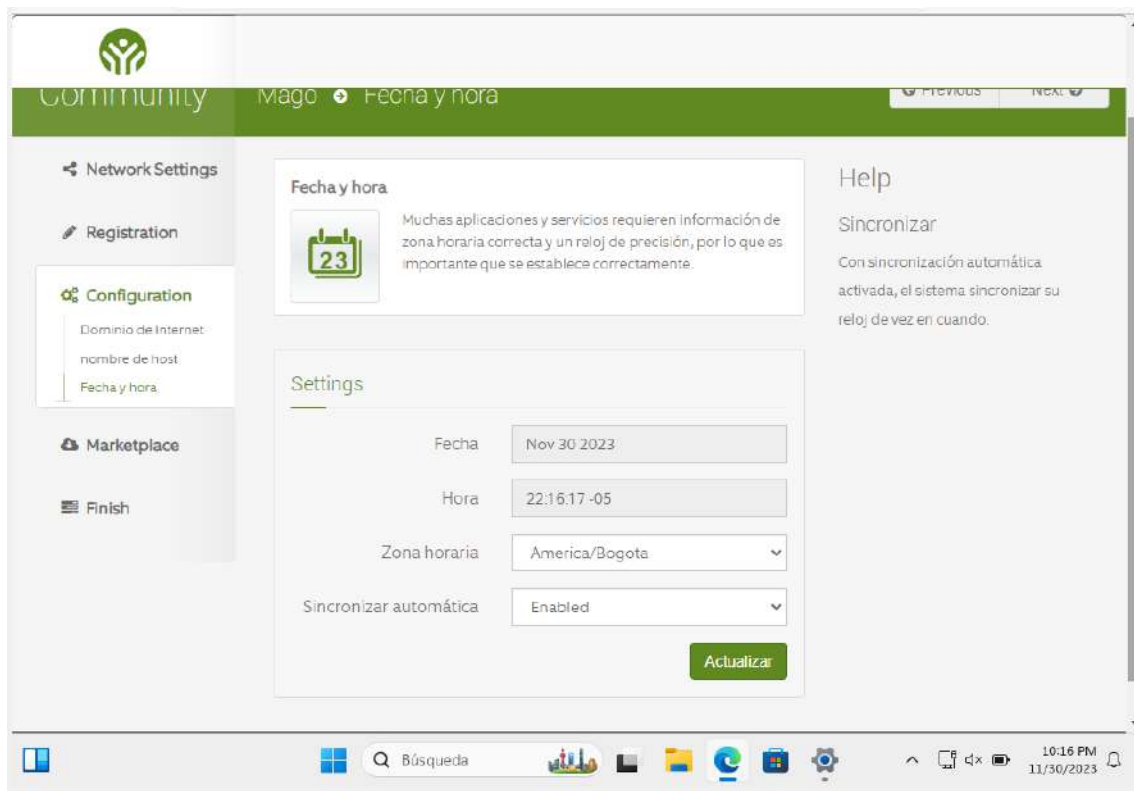 Community
Mago Fecha y hora
Previous
Next
Network Settings
Registration
Configuration
Dominio de Internet
nombre de host
Fecha y hora
Marketplace
Finish
Fecha y hora
23
Muchas aplicaciones y servicios requieren información de
zona horaria correcta y un reloj de precisión, por lo que es
importante que se establece correctamente.
Settings
Fecha
Nov 30 2023
Hora
22:16:17 -05
Zona horaria
America/Bogota
Sincronizar automática
Enabled
Actualizar
Help
Sincronizar
Con sincronización automática
activada, el sistema sincronizar su
reloj de vez en cuando.
Búsqueda
10:16 PM
11/30/2023